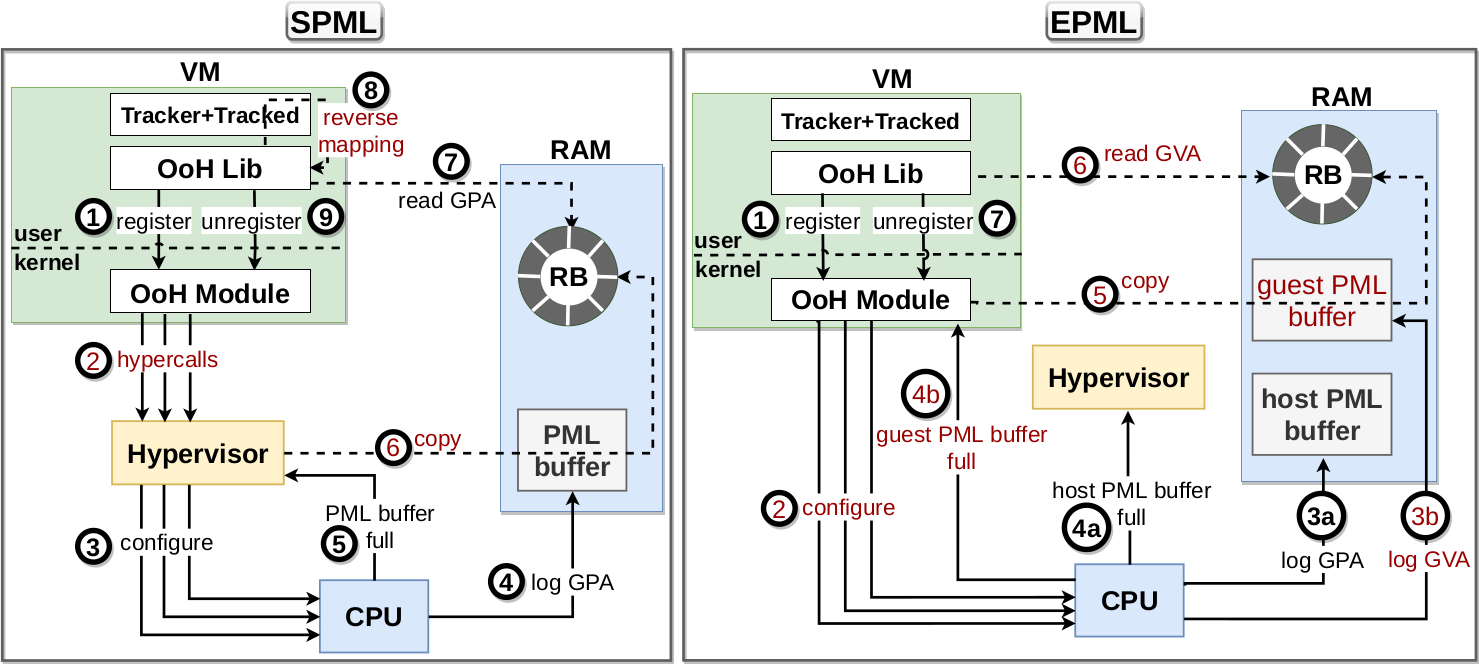 SPML
VM
8
Tracker+Tracked
reverse
mapping
OoH Lib
7
read GPA
RAM
1
register
unregister
9
user
kernel
RB
OoH Module
2
hypercalls
Hypervisor
6
copy
PML
buffer
3
configure
PML buffer
full
5
4
log GPA
CPU
EPML
VM
RAM
Tracker+Tracked
OoH Lib
6
read GVA
RB
1
register
unregister
7
user
kernel
OoH Module
5
copy
guest PML
buffer
Hypervisor
4b
guest PML buffer
full
host PML
buffer
2
configure
host PML buffer
full
4a
3a
3b
log GPA
log GVA
CPU